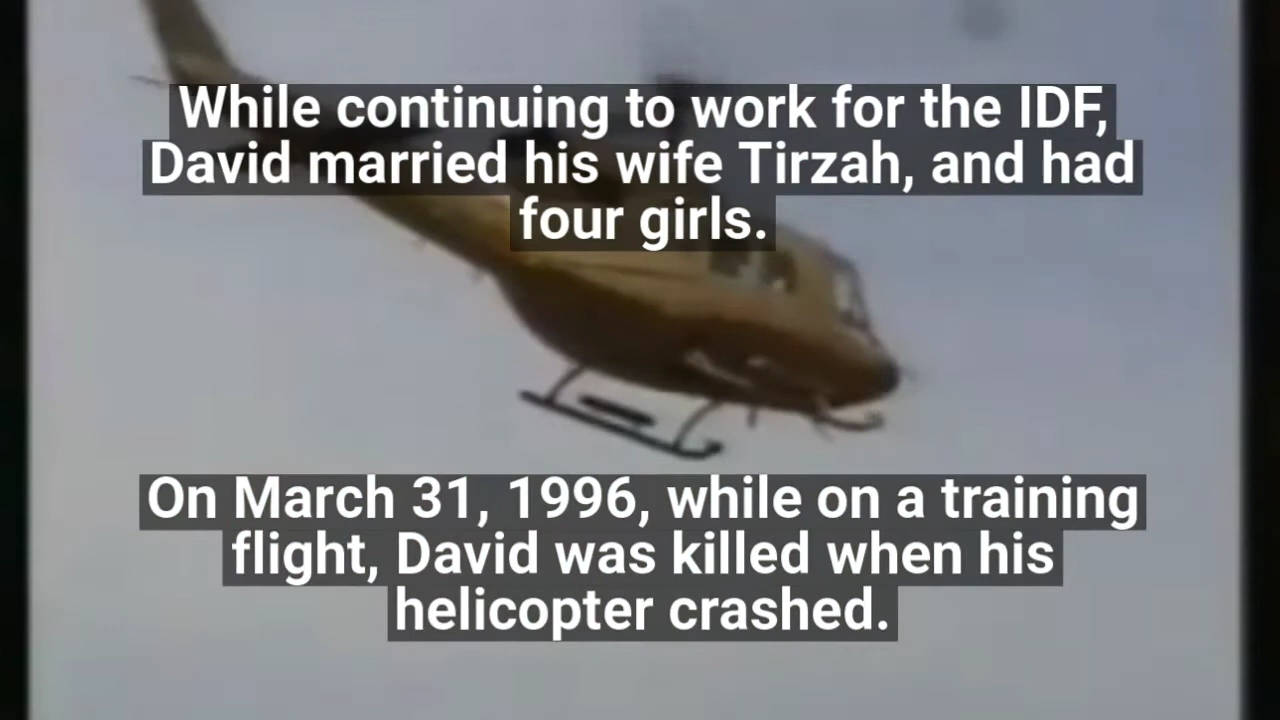 While continuing to work for the IDF,
David married his wife Tirzah, and had
four girls.
On March 31, 1996, while on a training
flight, David was killed when his
helicopter crashed.